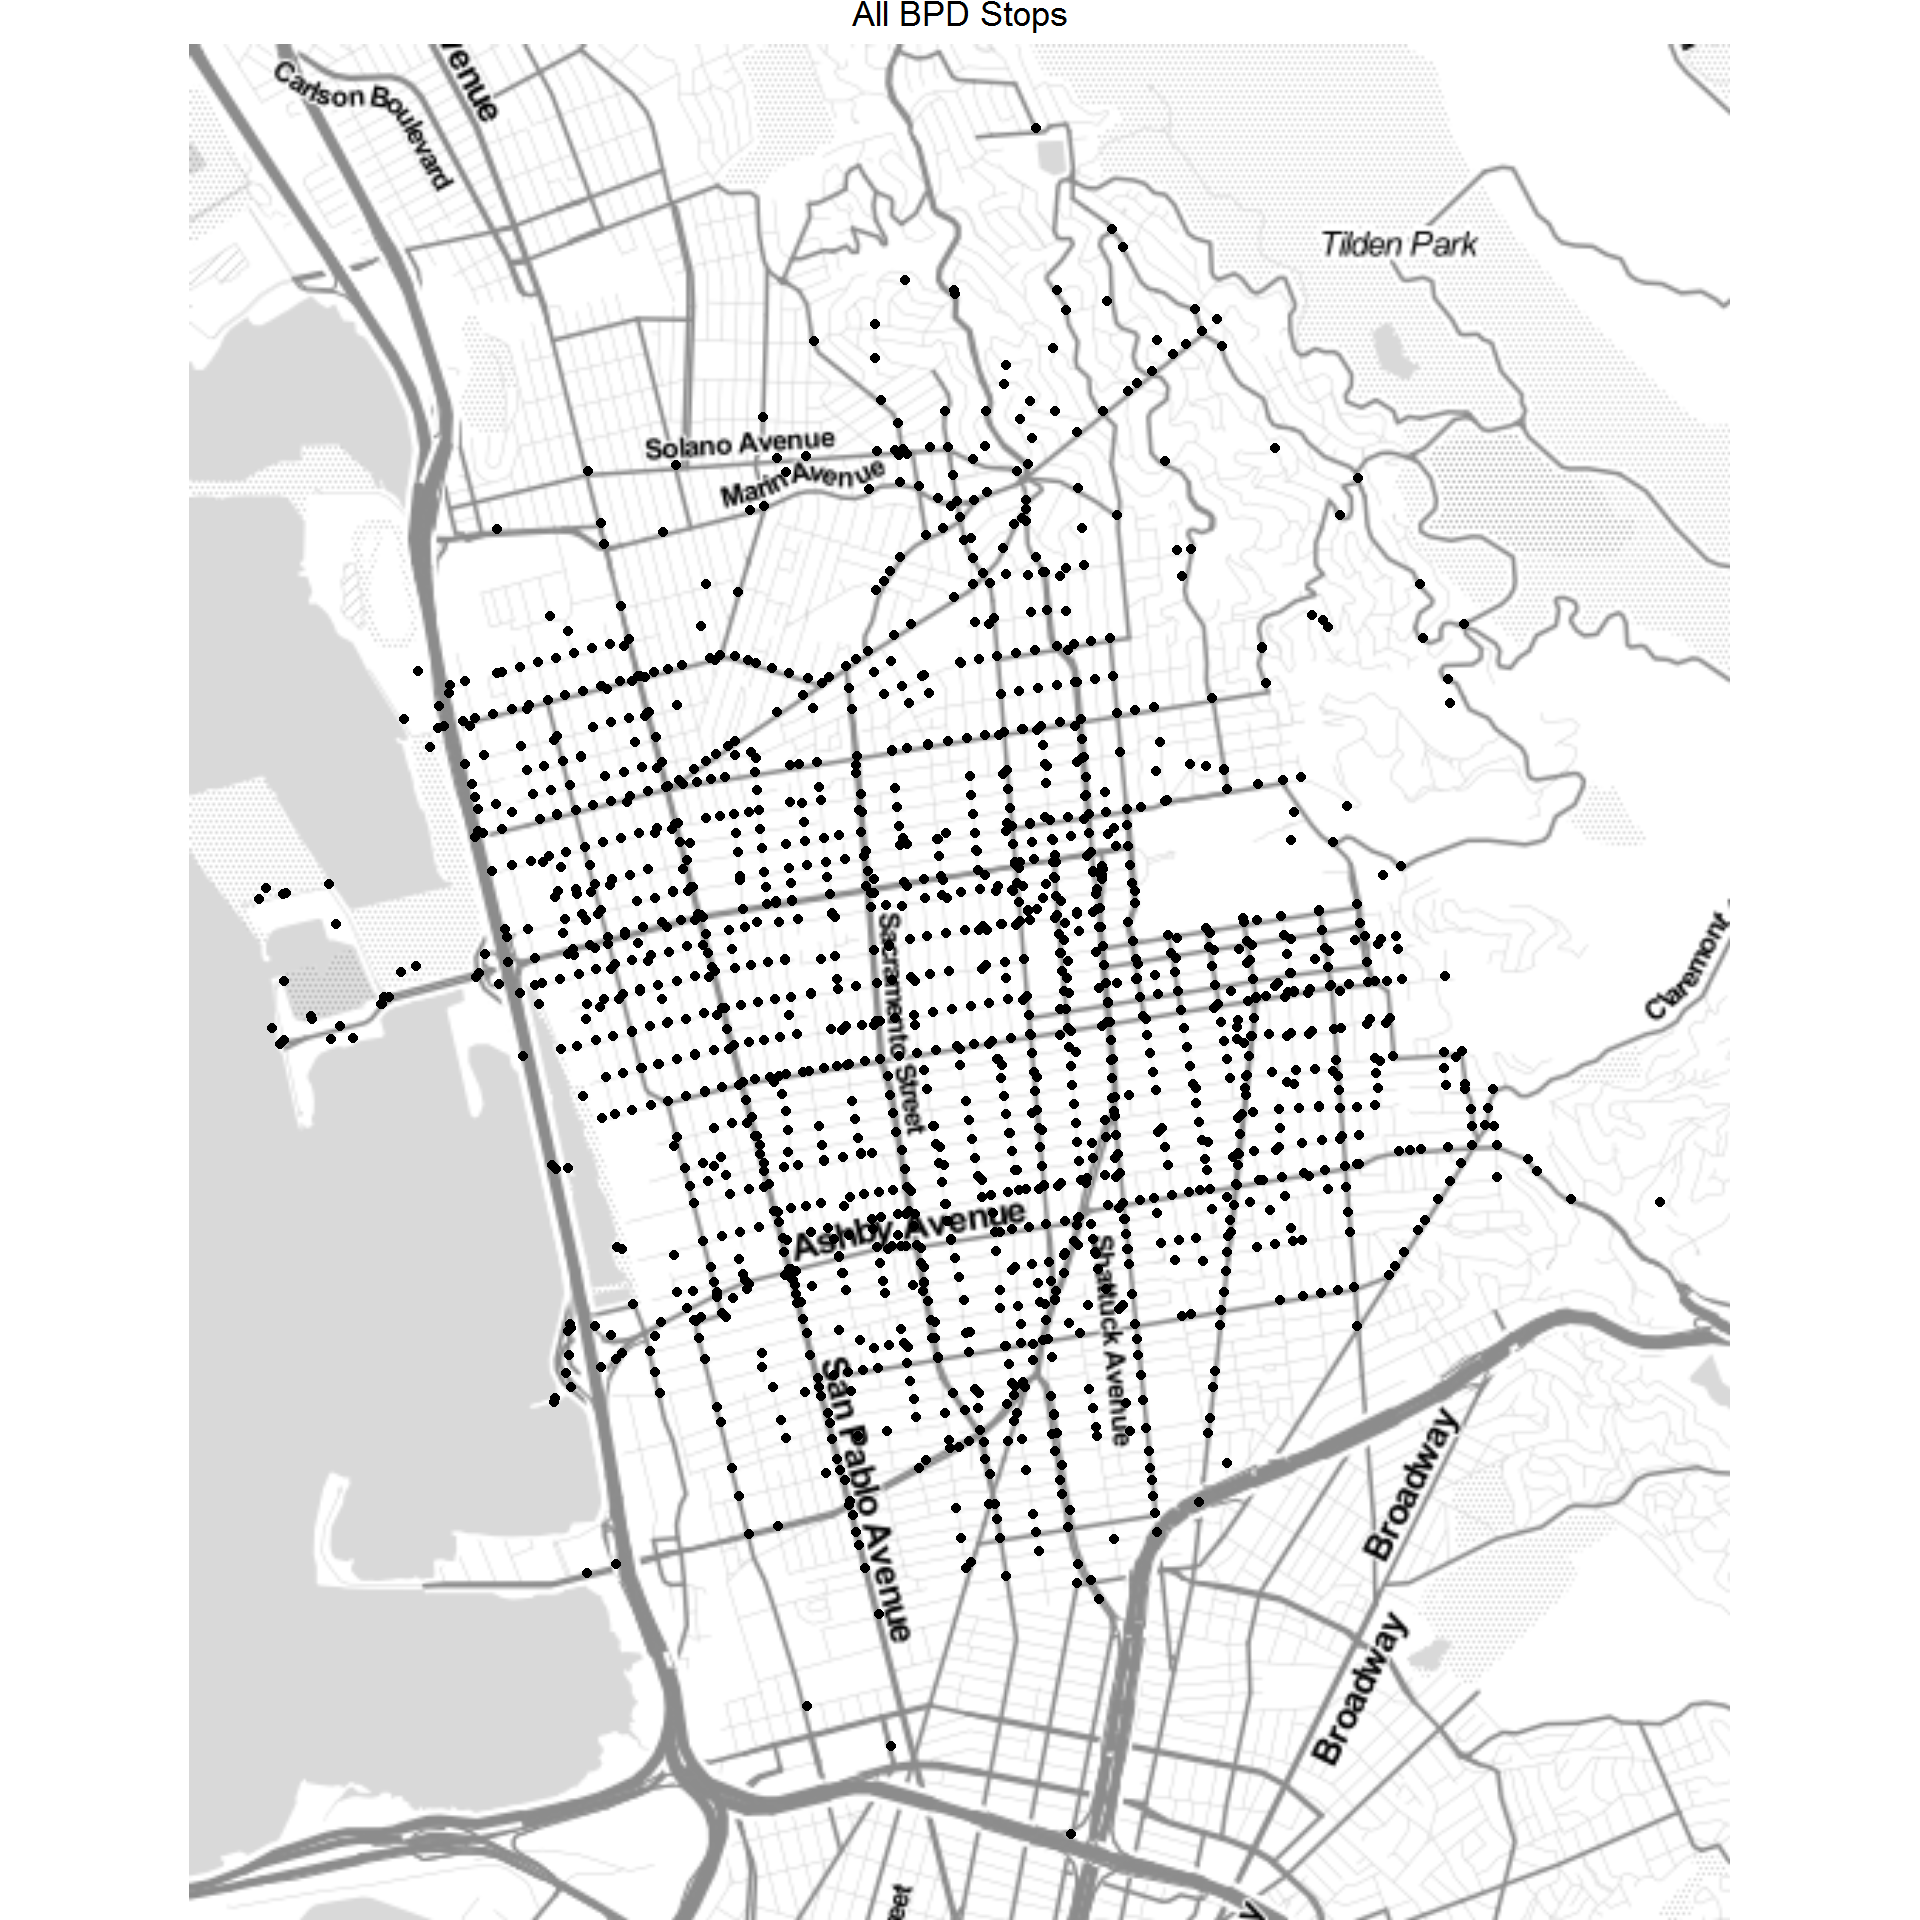 All BPD Stops
Carlson Boulevard
venue
Tilden Park
Solano Avenue
Marin Avenue
Sacramento Street
Claremont
Ashby Avenue
Shattuck Avenue
San Pablo Avenue
Broadway
Broadway
reet
y